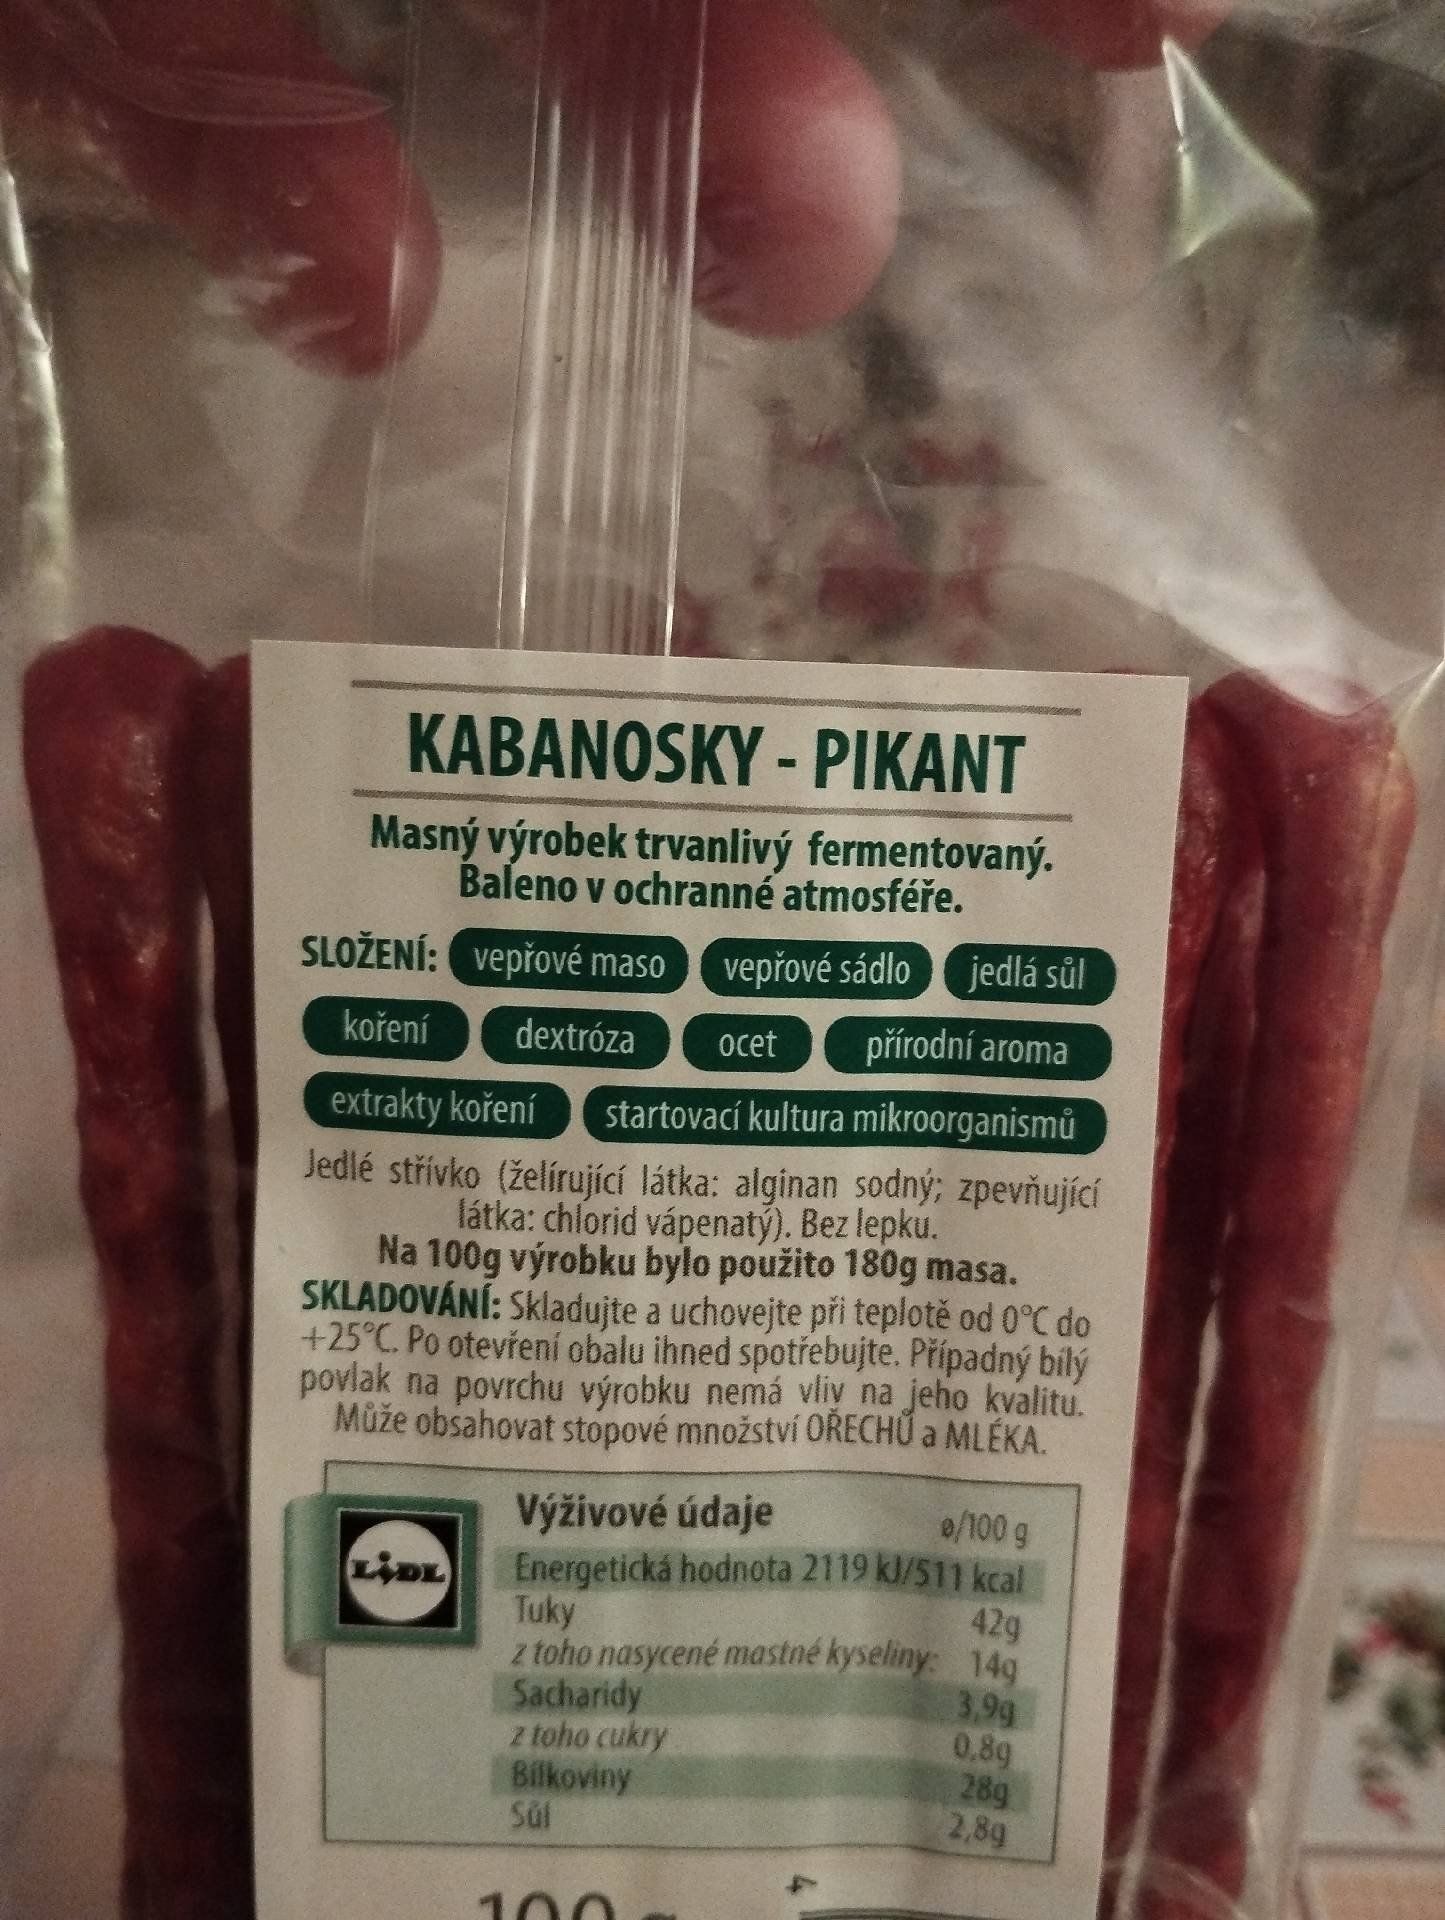 KABANOSKY - PIKANT
Masný výrobek trvanlivý fermentovaný.
Baleno v ochranné atmosféře.
SLOŽENÍ: vepřové maso vepřové sádlo jedlá sůl
koření dextróza ocet přírodní aroma
extrakty koření startovací kultura mikroorganismů
Jedlé střívko (želírující látka: alginan sodný; zpevňující
látka: chlorid vápenatý). Bez lepku.
Na 100g výrobku bylo použito 180g masa.
SKLADOVÁNÍ: Skladujte a uchovejte při teplotě od 0°C do
+25°C. Po otevření obalu ihned spotřebujte. Případný bílý
povlak na povrchu výrobku nemá vliv na jeho kvalitu.
Může obsahovat stopové množství OŘECHŮ a MLÉKA.
LIDL
Výživové údaje ø/100 g
Energetická hodnota 2119 kJ/511 kcal
Tuky 42g
z toho nasycené mastné kyseliny: 14g
Sacharidy 3,9g
z toho cukry 0,8g
Bílkoviny 28g
Sůl 2,8g
4